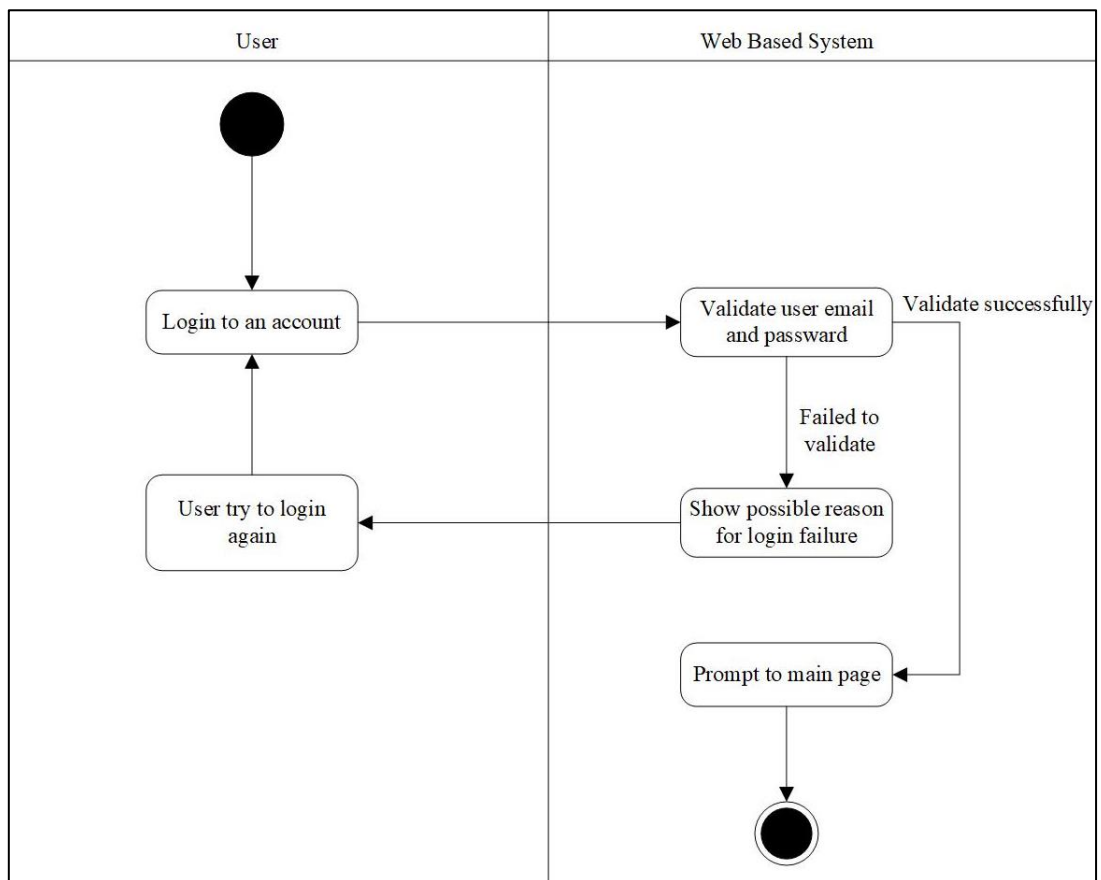 User
Web Based System
Login to an account
Validate user email
and passward
Validate successfully
Failed to
validate
User try to login
again
Show possible reason
for login failure
Prompt to main page